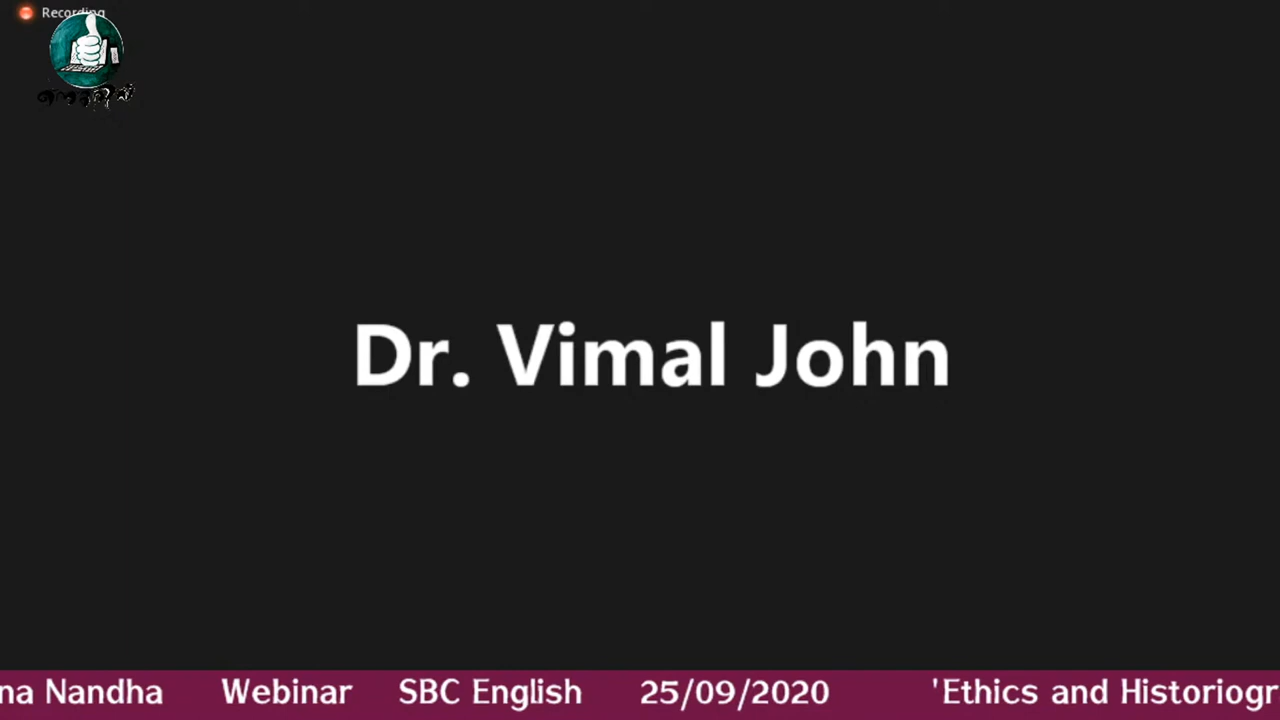 Recording
Dr. Vimal John
na Nandha Webinar SBC English 25/09/2020 'Ethics and Historiogr